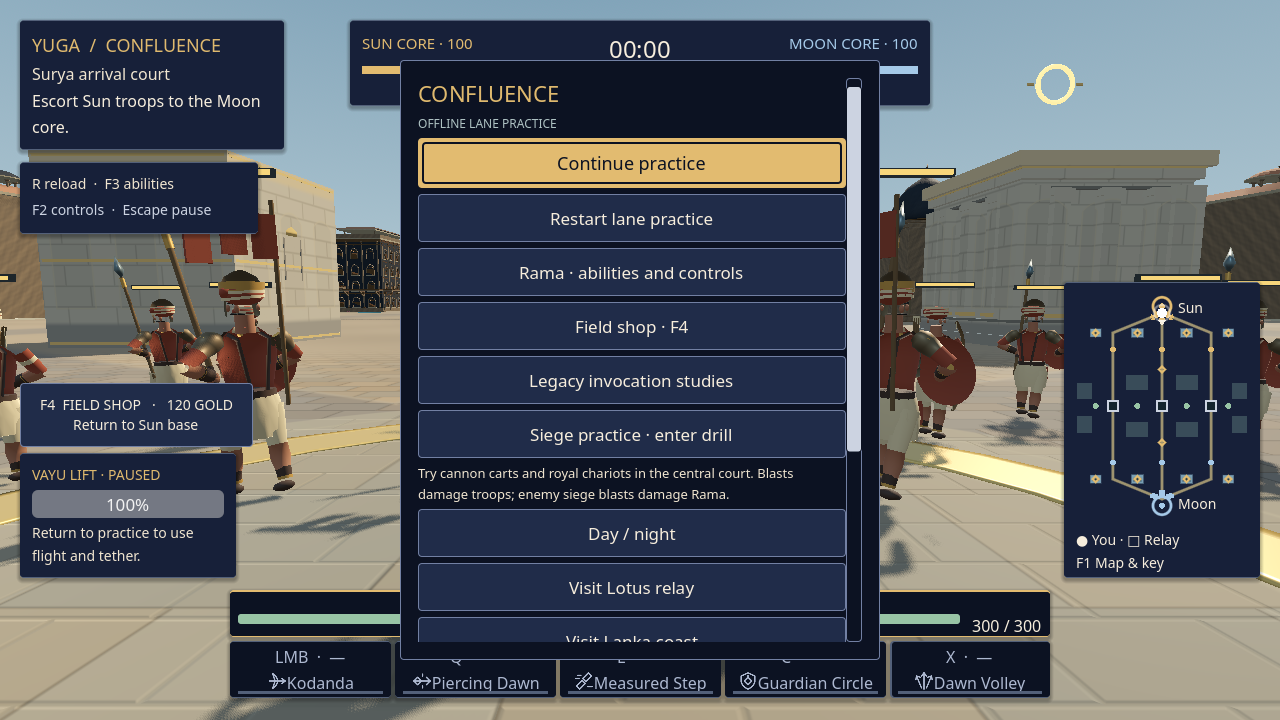 YUGA / CONFLUENCE
Surya arrival court
Escort Sun troops to the Moon
core.
R reload · F3 abilities
F2 controls · Escape pause
SUN CORE · 100
00:00
MOON CORE · 100
CONFLUENCE
OFFLINE LANE PRACTICE
Continue practice
Restart lane practice
Rama · abilities and controls
Field shop · F4
Legacy invocation studies
Siege practice · enter drill
Try cannon carts and royal chariots in the central court. Blasts
damage troops; enemy siege blasts damage Rama.
Day / night
Visit Lotus relay
Visit Lanka coast
F4 FIELD SHOP · 120 GOLD
Return to Sun base
VAYU LIFT · PAUSED
100%
Return to practice to use
flight and tether.
Sun
Moon
● You · □ Relay
F1 Map & key
300 / 300
LMB · —
Kodanda
Piercing Dawn
Measured Step
Guardian Circle
X · —
Dawn Volley